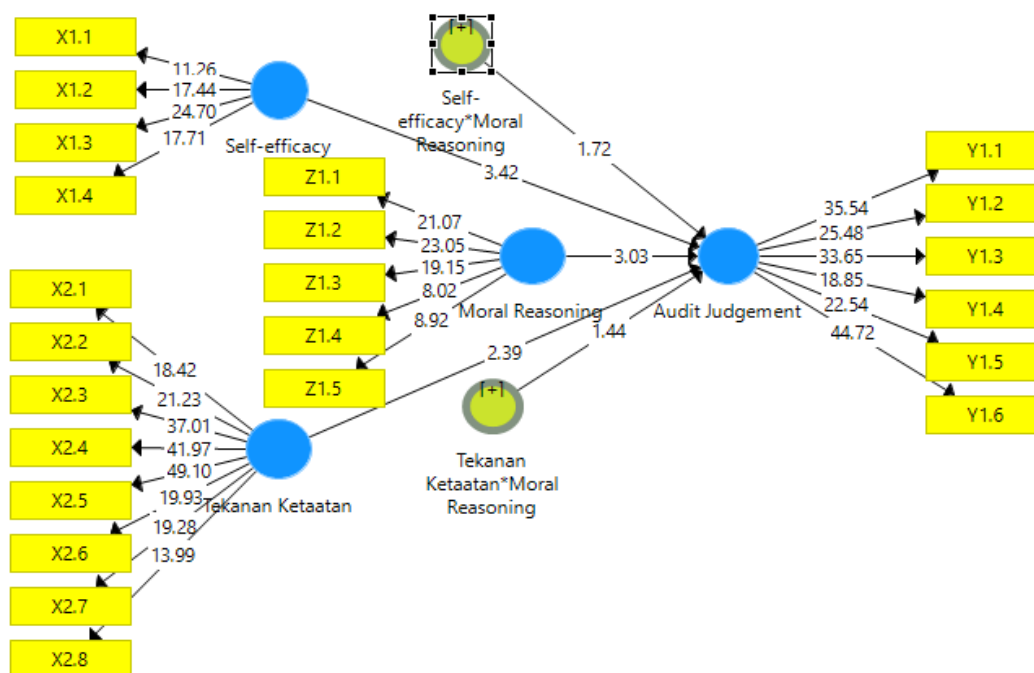 X1.1
X1.2
X1.3
X1.4
11.26
17.44
24.70
17.71
Self-efficacy
[+]
Self-
efficacy*Moral
Reasoning
1.72
3.42
Z1.1
Z1.2
Z1.3
Z1.4
Z1.5
21.07
23.05
19.15
8.02
8.92
Moral Reasoning
3.03
Audit Judgement
Y1.1
Y1.2
Y1.3
Y1.4
Y1.5
Y1.6
35.54
25.48
33.65
18.85
22.54
44.72
X2.1
X2.2
X2.3
X2.4
X2.5
X2.6
X2.7
X2.8
18.42
21.23
37.01
41.97
49.10
19.93
19.28
13.99
Tekanan Ketaatan
2.39
1.44
[+]
Tekanan
Ketaatan*Moral
Reasoning